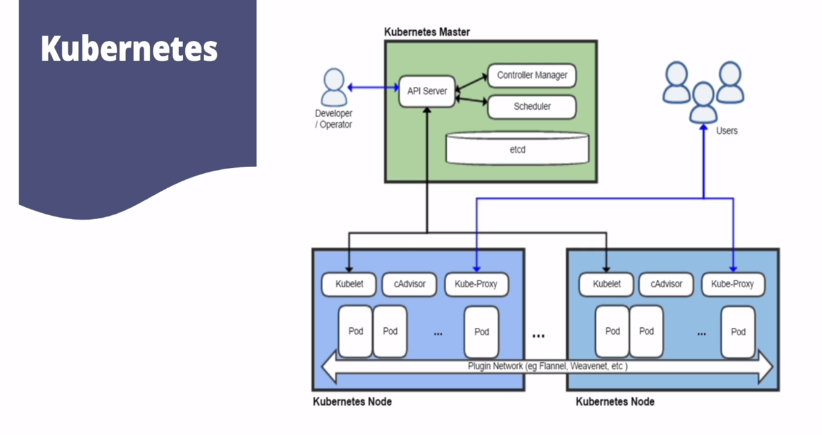 Kubernetes
Kubernetes Master
API Server
Controller Manager
Scheduler
etcd
Developer
/ Operator
Users
Kubelet
cAdvisor
Kube-Proxy
Pod
Pod
...
Pod
...
Kubelet
cAdvisor
Kube-Proxy
Pod
Pod
...
Pod
Plugin Network (eg Flannel, Weavenet, etc )
Kubernetes Node
Kubernetes Node